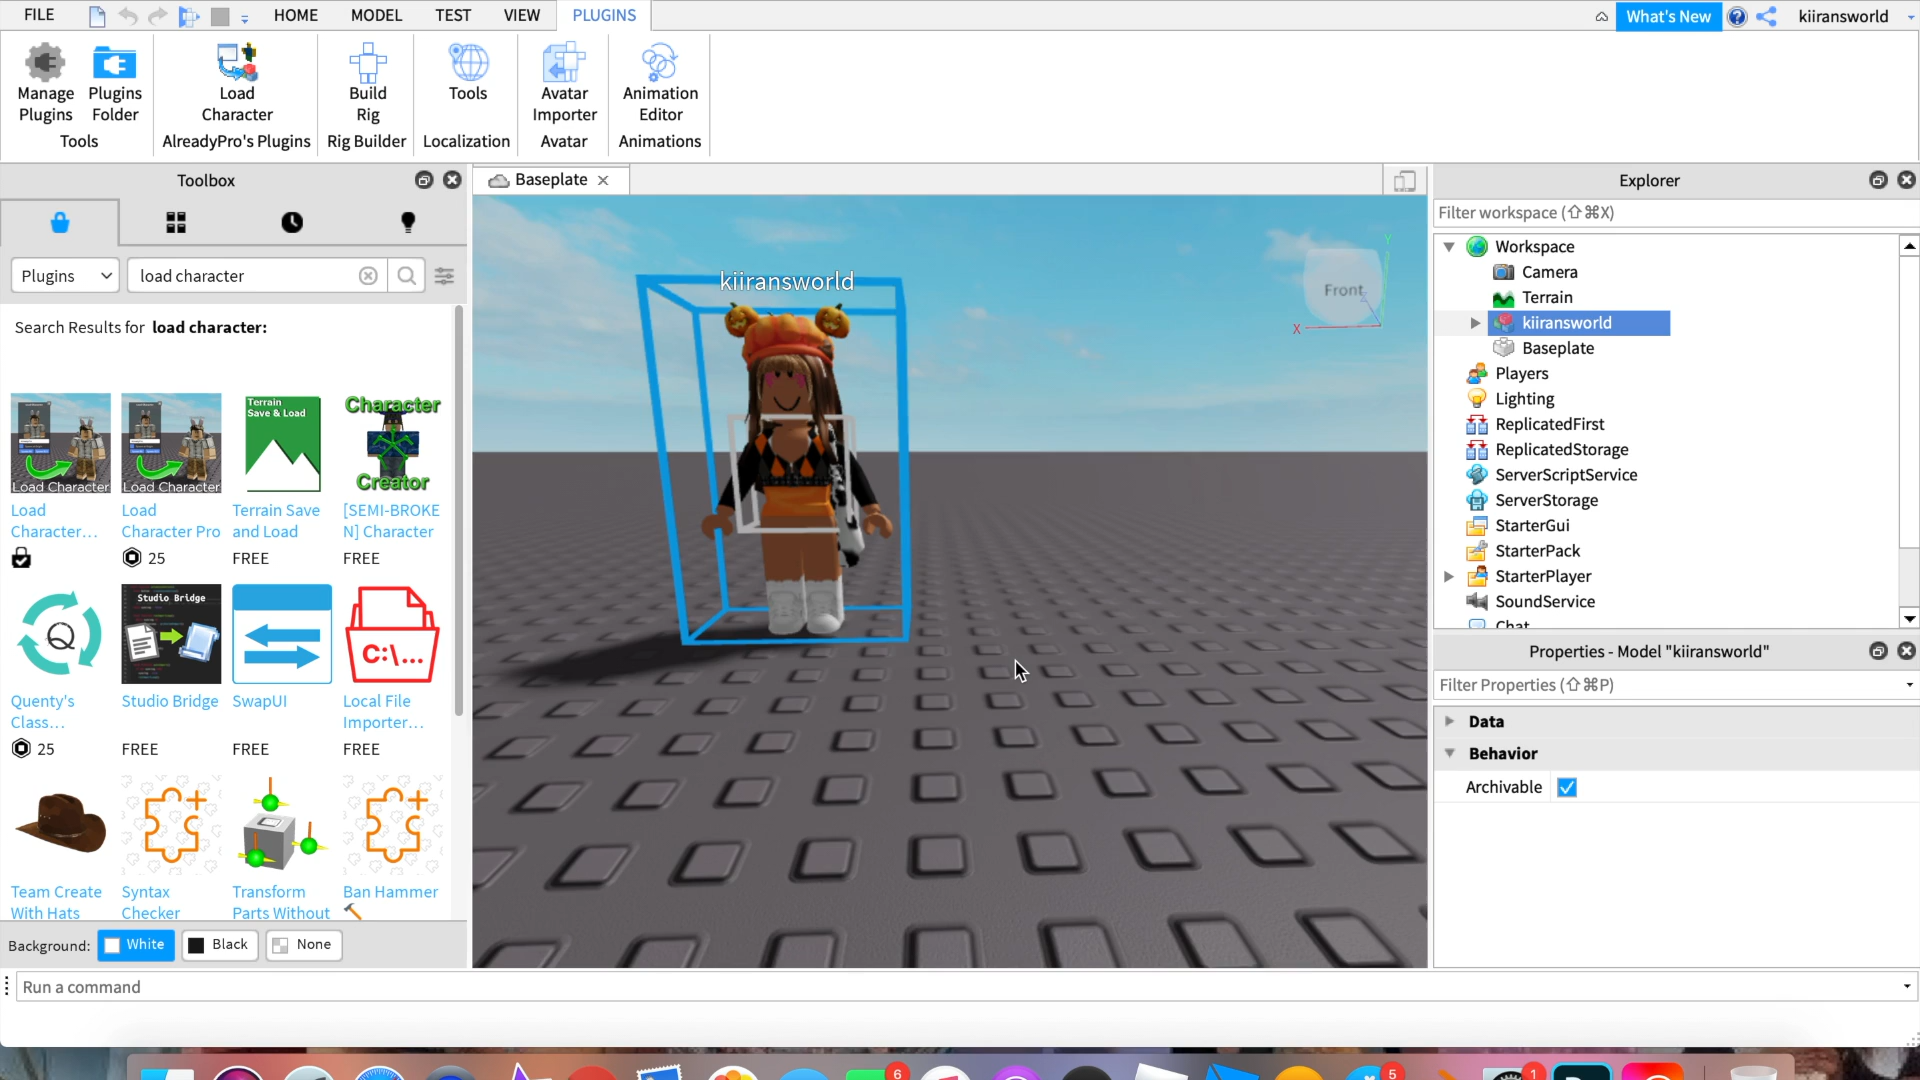 FILE
HOME
MODEL
TEST
VIEW
PLUGINS
What's New
kiiransworld
Manage Plugins
Plugins Folder
Tools
Load Character
AlreadyPro's Plugins
Build Rig
Rig Builder
Tools
Localization
Avatar Importer
Avatar
Animation Editor
Animations
Toolbox
Plugins
load character
Search Results for load character:
Load Character
Load Character...
Load Character
Load Character Pro
25
Terrain Save & Load
Terrain Save and Load
FREE
Character Creator
[SEMI-BROKEN] Character
FREE
Q
Quenty's Class...
25
Studio Bridge
Studio Bridge
FREE
SwapUI
FREE
C:\...
Local File Importer...
FREE
Team Create With Hats
Syntax Checker
Transform Parts Without
Ban Hammer
Background:
White
Black
None
Baseplate
kiiransworld
Front
X
Y
Z
Explorer
Filter workspace (⇧⌘X)
Workspace
Camera
Terrain
kiiransworld
Baseplate
Players
Lighting
ReplicatedFirst
ReplicatedStorage
ServerScriptService
ServerStorage
StarterGui
StarterPack
StarterPlayer
SoundService
Chat
Properties - Model "kiiransworld"
Filter Properties (⇧⌘P)
Data
Behavior
Archivable
Run a command
6
5
1